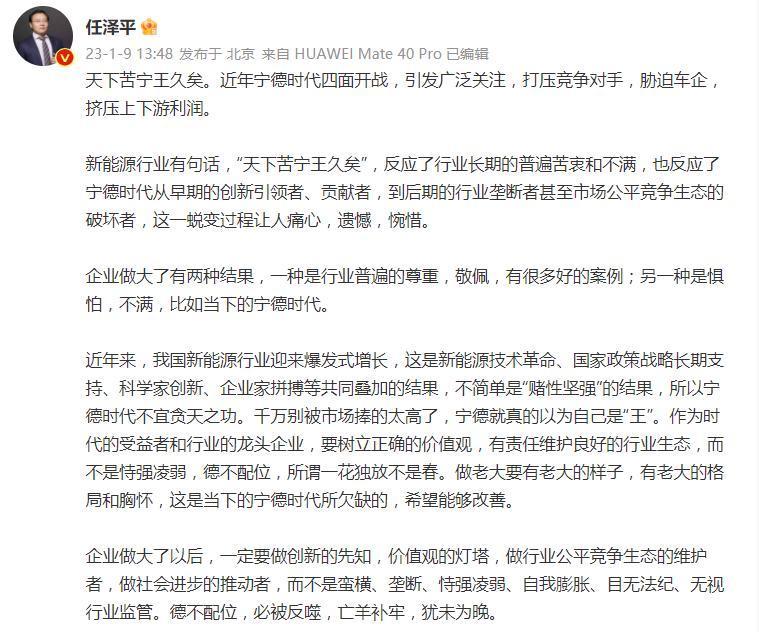 任泽平
23-1-9 13:48 发布于 北京 来自 HUAWEI Mate 40 Pro 已编辑
天下苦宁王久矣。近年宁德时代四面开战，引发广泛关注，打压竞争对手，胁迫车企，
挤压上下游利润。
新能源行业有句话，“天下苦宁王久矣”，反应了行业长期的普遍苦衷和不满，也反应了
宁德时代从早期的创新引领者、贡献者，到后期的行业垄断者甚至市场公平竞争生态的
破坏者，这一蜕变过程让人痛心，遗憾，惋惜。
企业做大了有两种结果，一种是行业普遍的尊重，敬佩，有很多好的案例；另一种是惧
怕，不满，比如当下的宁德时代。
近年来，我国新能源行业迎来爆发式增长，这是新能源技术革命、国家政策战略长期支
持、科学家创新、企业家拼搏等共同叠加的结果，不简单是“赌性坚强”的结果，所以宁
德时代不宜贪天之功。千万别被市场捧的太高了，宁德就真的以为自己是“王”。作为时
代的受益者和行业的龙头企业，要树立正确的价值观，有责任维护良好的行业生态，而
不是恃强凌弱，德不配位，所谓一花独放不是春。做老大要有老大的样子，有老大的格
局和胸怀，这是当下的宁德时代所欠缺的，希望能够改善。
企业做大了以后，一定要做创新的先知，价值观的灯塔，做行业公平竞争生态的维护
者，做社会进步的推动者，而不是蛮横、垄断、恃强凌弱、自我膨胀、目无法纪、无视
行业监管。德不配位，必被反噬，亡羊补牢，犹未为晚。